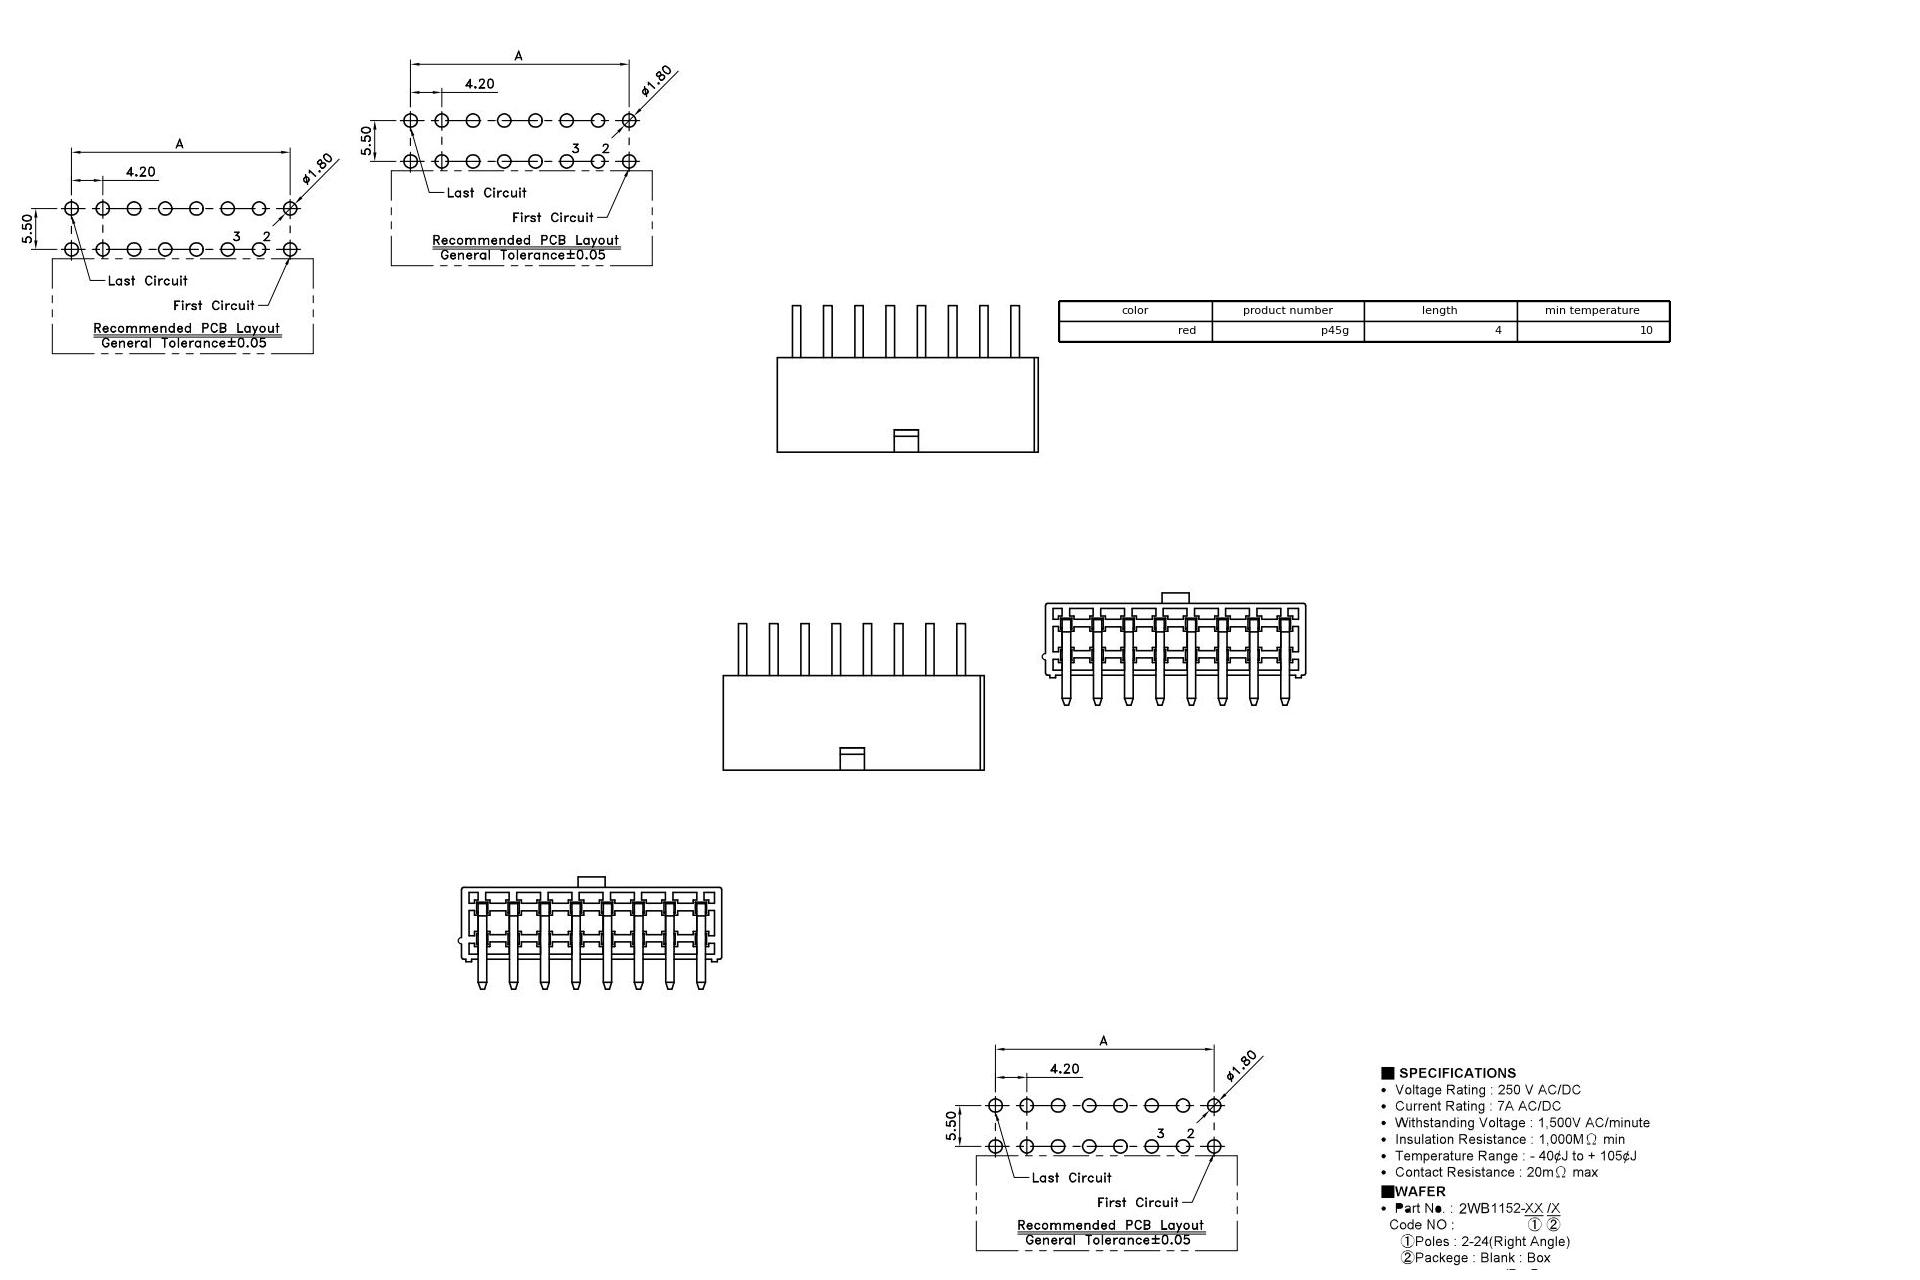 A
4.20
ø1.80
5.50
3 2
Last Circuit
First Circuit
Recommended PCB Layout
General Tolerance±0.05
A
4.20
ø1.80
5.50
3 2
Last Circuit
First Circuit
Recommended PCB Layout
General Tolerance±0.05
color product number length min temperature
red p45g 4 10
A
4.20
ø1.80
5.50
3 2
Last Circuit
First Circuit
Recommended PCB Layout
General Tolerance±0.05
■ SPECIFICATIONS
• Voltage Rating : 250 V AC/DC
• Current Rating : 7A AC/DC
• Withstanding Voltage : 1,500V AC/minute
• Insulation Resistance : 1,000MΩ min
• Temperature Range : - 40¢J to + 105¢J
• Contact Resistance : 20mΩ max
■WAFER
• Part No. : 2WB1152-XX /X
Code NO : ① ②
①Poles : 2-24(Right Angle)
②Packege : Blank : Box